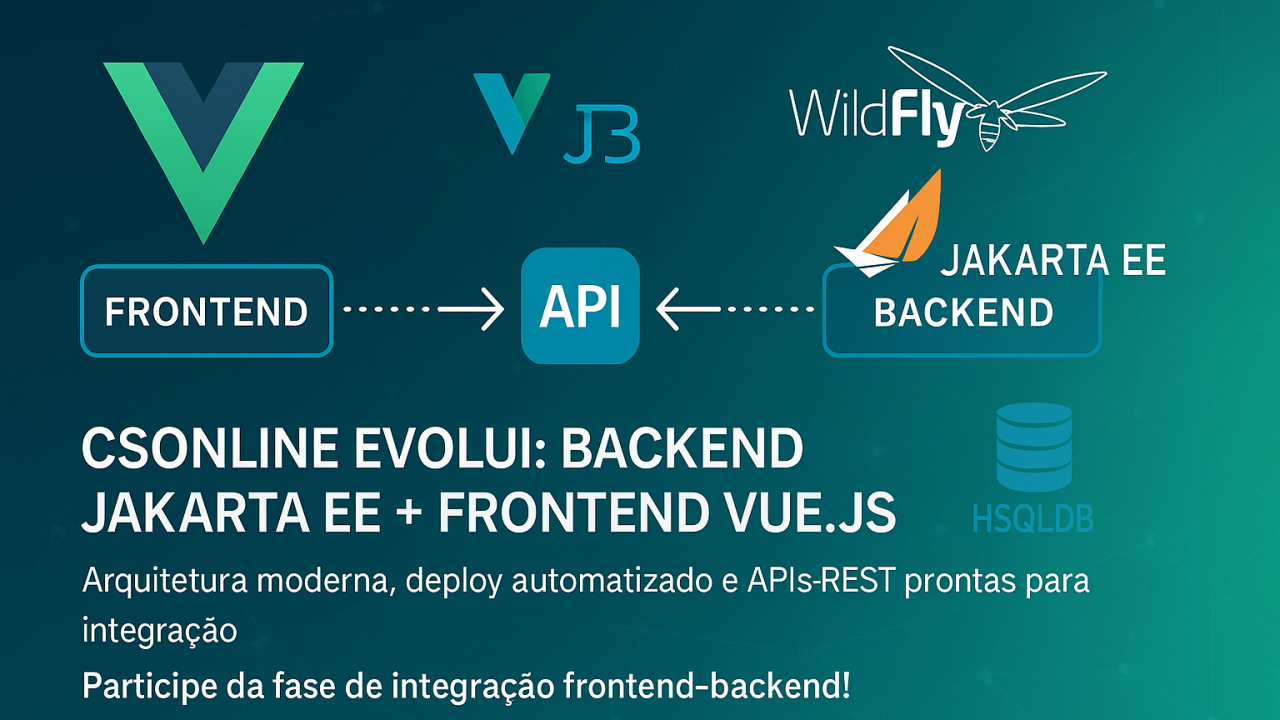 J3
WildFly
JAKARTA EE
FRONTEND
API
BACKEND
CSONLINE EVOLUI: BACKEND
JAKARTA EE + FRONTEND VUE.JS
HSQLDB
Arquitetura moderna, deploy automatizado e APIs-REST prontas para
integração
Participe da fase de integração frontend-backend!